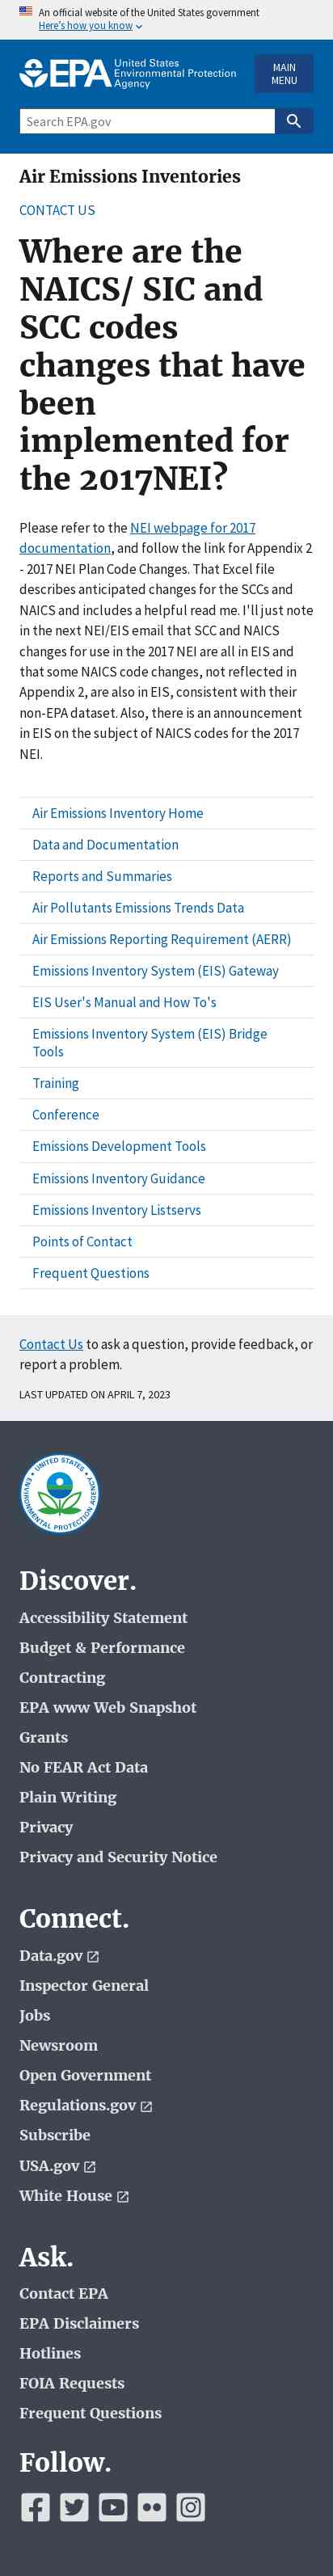 An official website of the United States government
Here's how you know
EPA
United States
Environmental Protection
Agency
MAIN
MENU
Search EPA.gov
Air Emissions Inventories
CONTACT US
Where are the
NAICS/ SIC and
SCC codes
changes that have
been
implemented for
the 2017NEI?
Please refer to the NEI webpage for 2017
documentation, and follow the link for Appendix 2
- 2017 NEI Plan Code Changes. That Excel file
describes anticipated changes for the SCCs and
NAICS and includes a helpful read me. I'll just note
in the next NEI/EIS email that SCC and NAICS
changes for use in the 2017 NEI are all in EIS and
that some NAICS code changes, not reflected in
Appendix 2, are also in EIS, consistent with their
non-EPA dataset. Also, there is an announcement
in EIS on the subject of NAICS codes for the 2017
NEI.
Air Emissions Inventory Home
Data and Documentation
Reports and Summaries
Air Pollutants Emissions Trends Data
Air Emissions Reporting Requirement (AERR)
Emissions Inventory System (EIS) Gateway
EIS User's Manual and How To's
Emissions Inventory System (EIS) Bridge
Tools
Training
Conference
Emissions Development Tools
Emissions Inventory Guidance
Emissions Inventory Listservs
Points of Contact
Frequent Questions
Contact Us to ask a question, provide feedback, or
report a problem.
LAST UPDATED ON APRIL 7, 2023
UNITED STATES
ENVIRONMENTAL PROTECTION AGENCY
Discover.
Accessibility Statement
Budget & Performance
Contracting
EPA www Web Snapshot
Grants
No FEAR Act Data
Plain Writing
Privacy
Privacy and Security Notice
Connect.
Data.gov
Inspector General
Jobs
Newsroom
Open Government
Regulations.gov
Subscribe
USA.gov
White House
Ask.
Contact EPA
EPA Disclaimers
Hotlines
FOIA Requests
Frequent Questions
Follow.